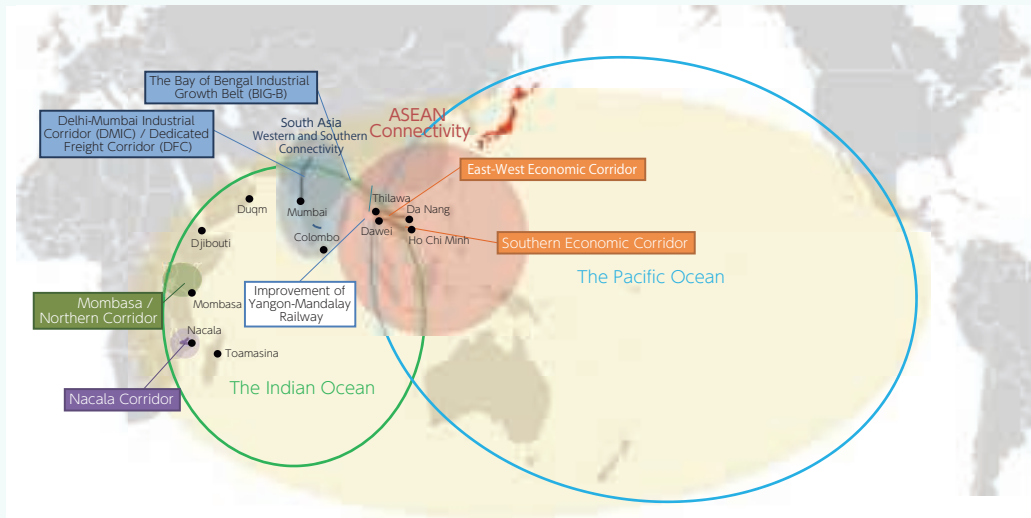 The Bay of Bengal Industrial
Growth Belt (BIG-B)
Delhi-Mumbai Industrial
Corridor (DMIC) / Dedicated
Freight Corridor (DFC)
South Asia
Western and Southern
Connectivity
ASEAN
Connectivity
East-West Economic Corridor
Thilawa
Da Nang
Dawei
Ho Chi Minh
Southern Economic Corridor
Duqm
Mumbai
Djibouti
Colombo
The Pacific Ocean
Improvement of
Yangon-Mandalay
Railway
Mombasa /
Northern Corridor
Mombasa
Nacala
Toamasina
The Indian Ocean
Nacala Corridor